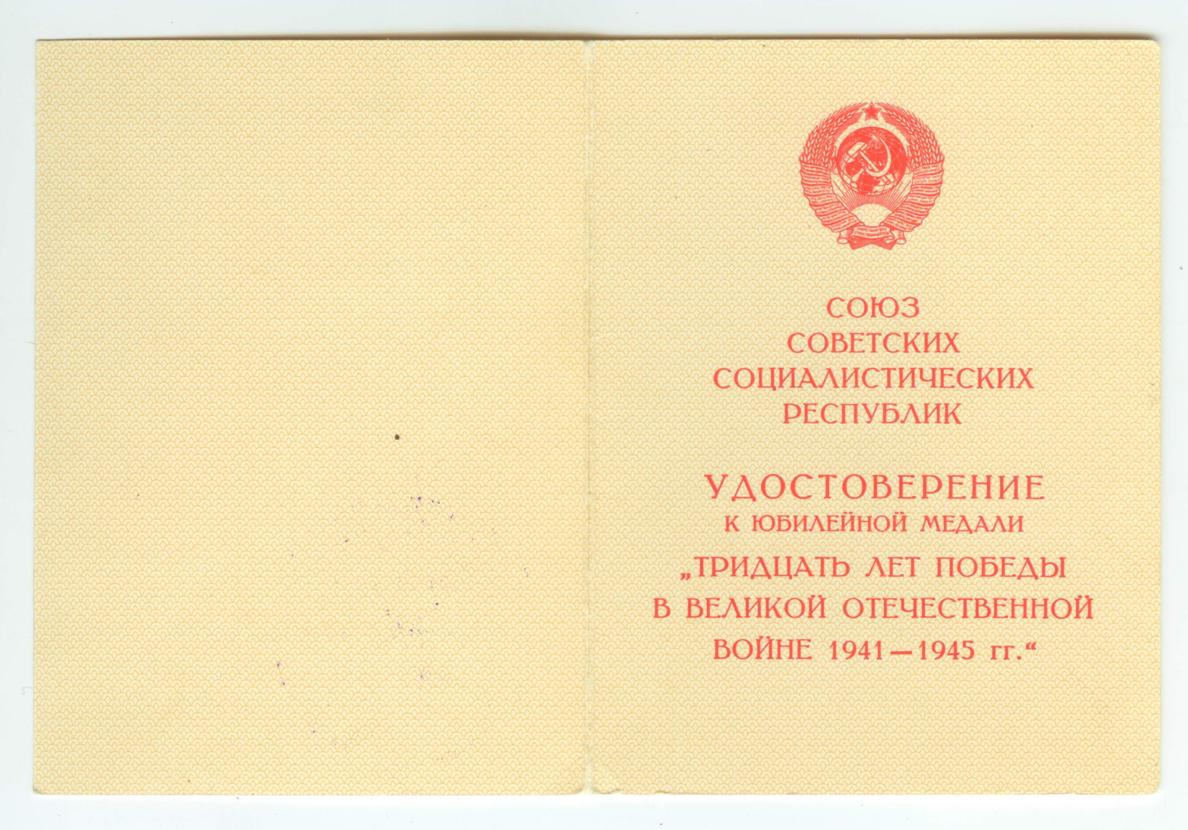 СОЮЗ
СОВЕТСКИХ
СОЦИАЛИСТИЧЕСКИХ
РЕСПУБЛИК
УДОСТОВЕРЕНИЕ
К ЮБИЛЕЙНОЙ МЕДАЛИ
„ТРИДЦАТЬ ЛЕТ ПОБЕДЫ
В ВЕЛИКОЙ ОТЕЧЕСТВЕННОЙ
ВОЙНЕ 1941—1945 гг.“